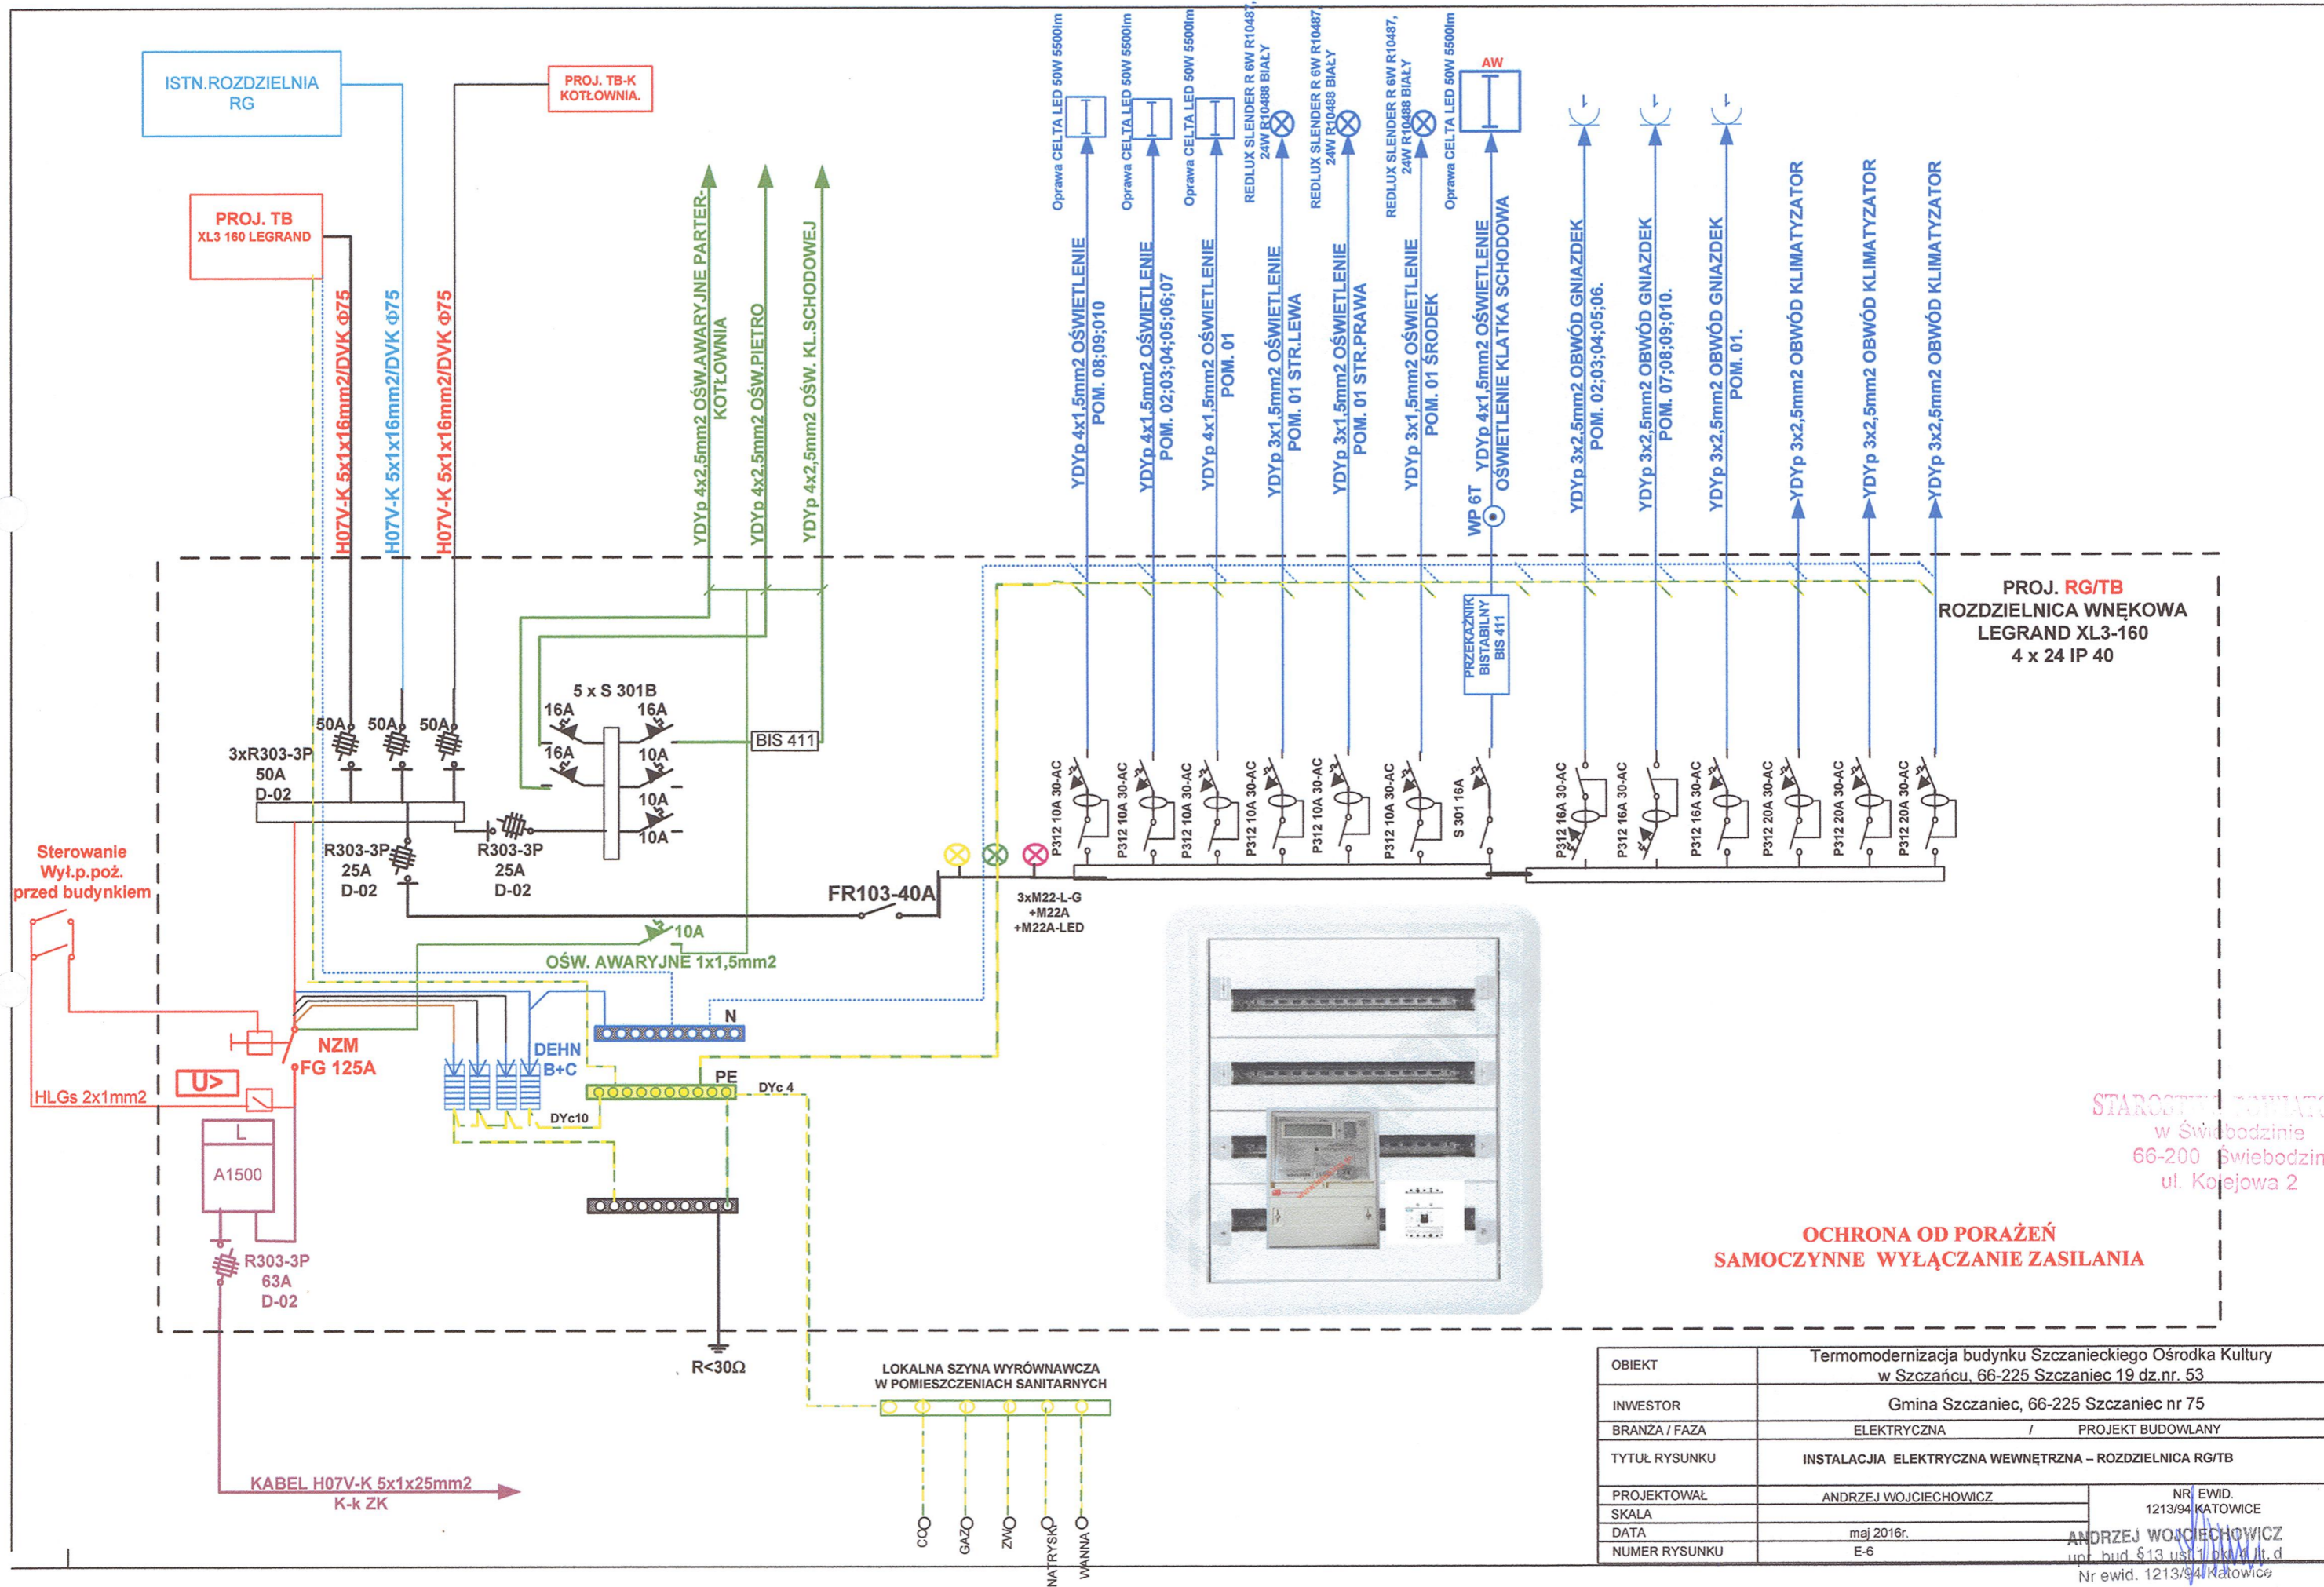 ISTN.ROZDZIELNIA
RG
PROJ. TB-K
KOTŁOWNIA.
PROJ. TB
XL3 160 LEGRAND
H07V-K 5x1x16mm2/DVK Φ75
H07V-K 5x1x16mm2/DVK Φ75
H07V-K 5x1x16mm2/DVK Φ75
YDYp 4x2,5mm2 OŚW.AWARYJNE PARTER-
KOTŁOWNIA
YDYp 4x2,5mm2 OŚW.PIETRO
YDYp 4x2,5mm2 OŚW. KL.SCHODOWEJ
Oprawa CELTA LED 50W 5500lm
Oprawa CELTA LED 50W 5500lm
Oprawa CELTA LED 50W 5500lm
REDLUX SLENDER R 6W R10487,
24W R10488 BIAŁY
REDLUX SLENDER R 6W R10487,
24W R10488 BIAŁY
REDLUX SLENDER R 6W R10487,
24W R10488 BIAŁY
Oprawa CELTA LED 50W 5500lm
AW
YDYp 4x1,5mm2 OŚWIETLENIE
POM. 08;09;010
YDYp 4x1,5mm2 OŚWIETLENIE
POM. 02;03;04;05;06;07
YDYp 4x1,5mm2 OŚWIETLENIE
POM. 01
YDYp 3x1,5mm2 OŚWIETLENIE
POM. 01 STR.LEWA
YDYp 3x1,5mm2 OŚWIETLENIE
POM. 01 STR.PRAWA
YDYp 3x1,5mm2 OŚWIETLENIE
POM. 01 ŚRODEK
WP 6T
YDYp 4x1,5mm2 OŚWIETLENIE
OŚWIETLENIE KLATKA SCHODOWA
YDYp 3x2,5mm2 OBWÓD GNIAZDEK
POM. 02;03;04;05;06.
YDYp 3x2,5mm2 OBWÓD GNIAZDEK
POM. 07;08;09;010.
YDYp 3x2,5mm2 OBWÓD GNIAZDEK
POM. 01.
YDYp 3x2,5mm2 OBWÓD KLIMATYZATOR
YDYp 3x2,5mm2 OBWÓD KLIMATYZATOR
YDYp 3x2,5mm2 OBWÓD KLIMATYZATOR
PROJ. RG/TB
ROZDZIELNICA WNĘKOWA
LEGRAND XL3-160
4 x 24 IP 40
PRZEKAŹNIK
BISTABILNY
BIS 411
5 x S 301B
16A
16A
16A
10A
10A
10A
BIS 411
50A
50A
50A
3xR303-3P
50A
D-02
R303-3P
25A
D-02
R303-3P
25A
D-02
P312 10A 30-AC
P312 10A 30-AC
P312 10A 30-AC
P312 10A 30-AC
P312 10A 30-AC
P312 10A 30-AC
S 301 16A
P312 16A 30-AC
P312 16A 30-AC
P312 16A 30-AC
P312 20A 30-AC
P312 20A 30-AC
P312 20A 30-AC
Sterowanie
Wył.p.poż.
przed budynkiem
FR103-40A
3xM22-L-G
+M22A
+M22A-LED
10A
OŚW. AWARYJNE 1x1,5mm2
N
NZM
FG 125A
DEHN
B+C
U>
PE
DYc 4
HLGs 2x1mm2
DYc10
L
A1500
R303-3P
63A
D-02
R<30Ω
LOKALNA SZYNA WYRÓWNAWCZA
W POMIESZCZENIACH SANITARNYCH
CO
GAZ
ZW
NATRYSK
WANNA
KABEL H07V-K 5x1x25mm2
K-k ZK
w Świebodzinie
66-200 Świebodzin
ul. Kolejowa 2
OCHRONA OD PORAŻEŃ
SAMOCZYNNE WYŁĄCZANIE ZASILANIA
OBIEKT
Termomodernizacja budynku Szczanieckiego Ośrodka Kultury
w Szczańcu, 66-225 Szczaniec 19 dz.nr. 53
INWESTOR
Gmina Szczaniec, 66-225 Szczaniec nr 75
BRANŻA / FAZA
ELEKTRYCZNA / PROJEKT BUDOWLANY
TYTUŁ RYSUNKU
INSTALACJIA ELEKTRYCZNA WEWNĘTRZNA – ROZDZIELNICA RG/TB
PROJEKTOWAŁ
ANDRZEJ WOJCIECHOWICZ
NR. EWID.
1213/94 KATOWICE
SKALA
DATA
maj 2016r.
NUMER RYSUNKU
E-6
ANDRZEJ WOJCIECHOWICZ
upr. bud. §13 ust.1 pkt 4 lit. d
Nr ewid. 1213/94/Katowice